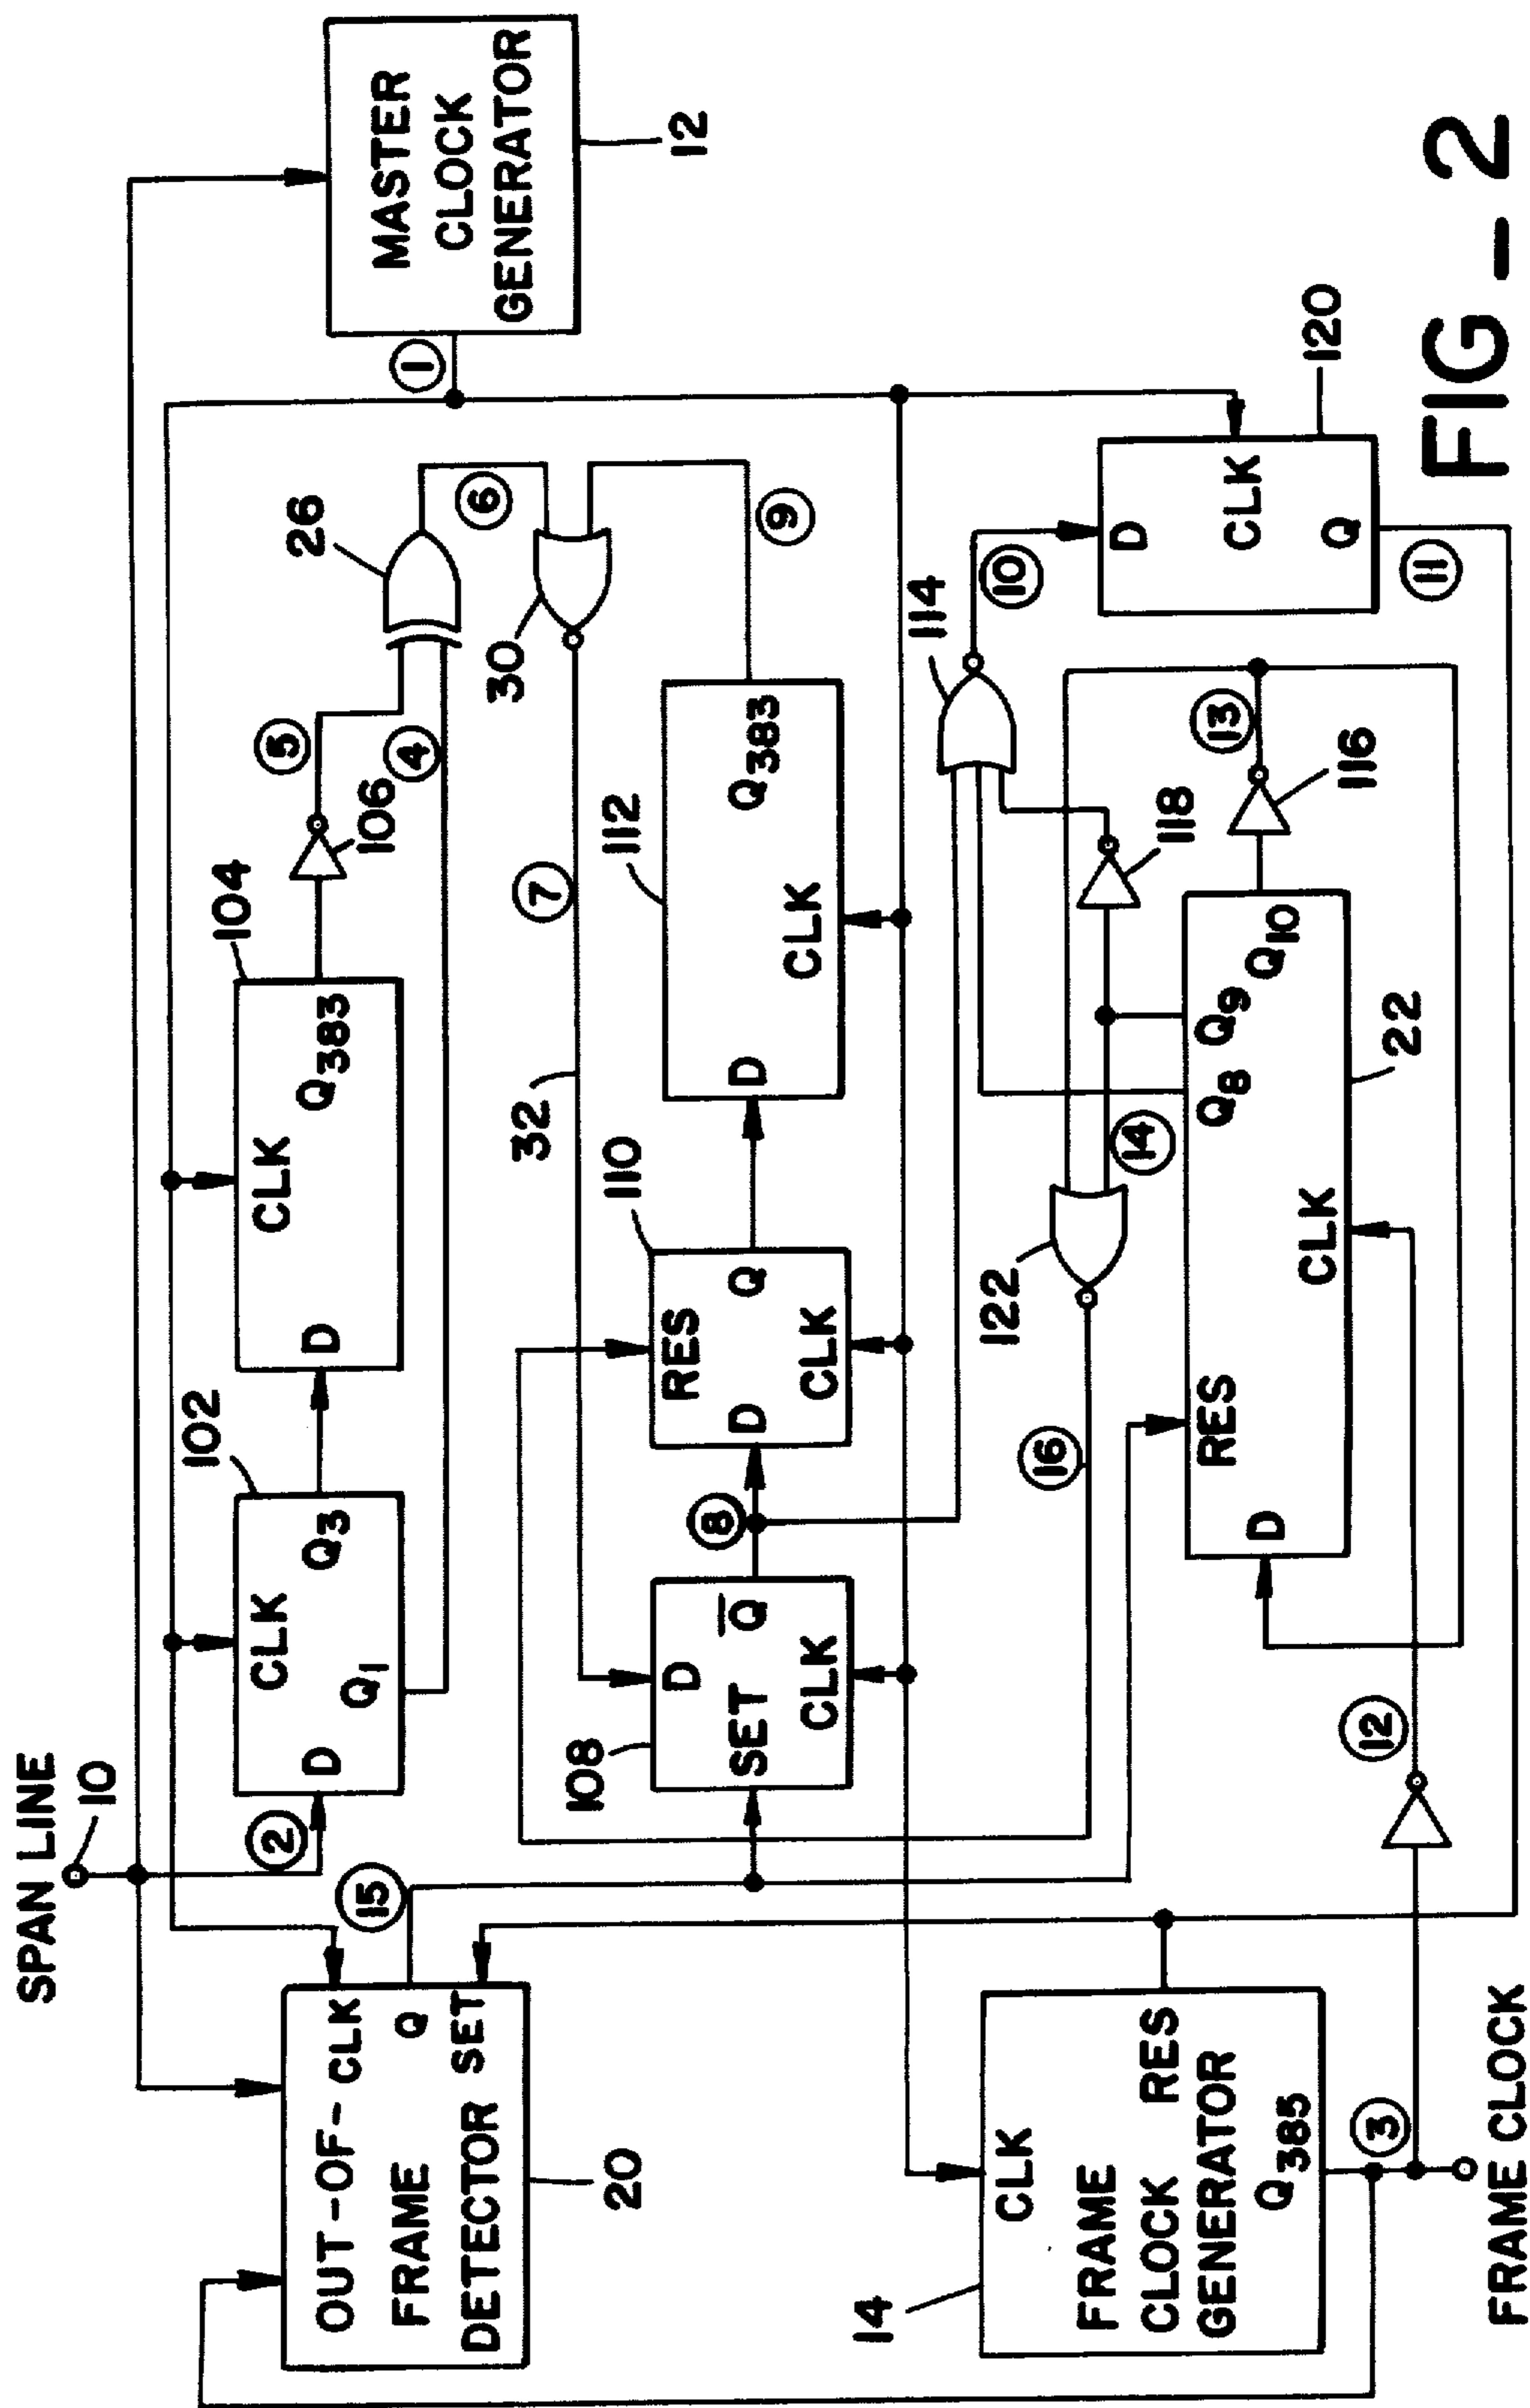 SPAN LINE
10
MASTER
CLOCK
GENERATOR
12
1
2
102
D
CLK
Q1
Q3
104
D
CLK
Q383
106
5
4
26
6
30
9
7
32
15
OUT-OF-
FRAME
DETECTOR
CLK
Q
SET
20
108
D
SET
Q̅
CLK
8
110
RES
D
Q
CLK
112
D
CLK
Q383
16
122
14
114
118
10
D
CLK
Q
120
11
13
116
RES
D
CLK
Q8
Q9
Q10
22
12
14
CLK
FRAME
CLOCK
GENERATOR
RES
Q385
3
FRAME CLOCK
FIG - 2